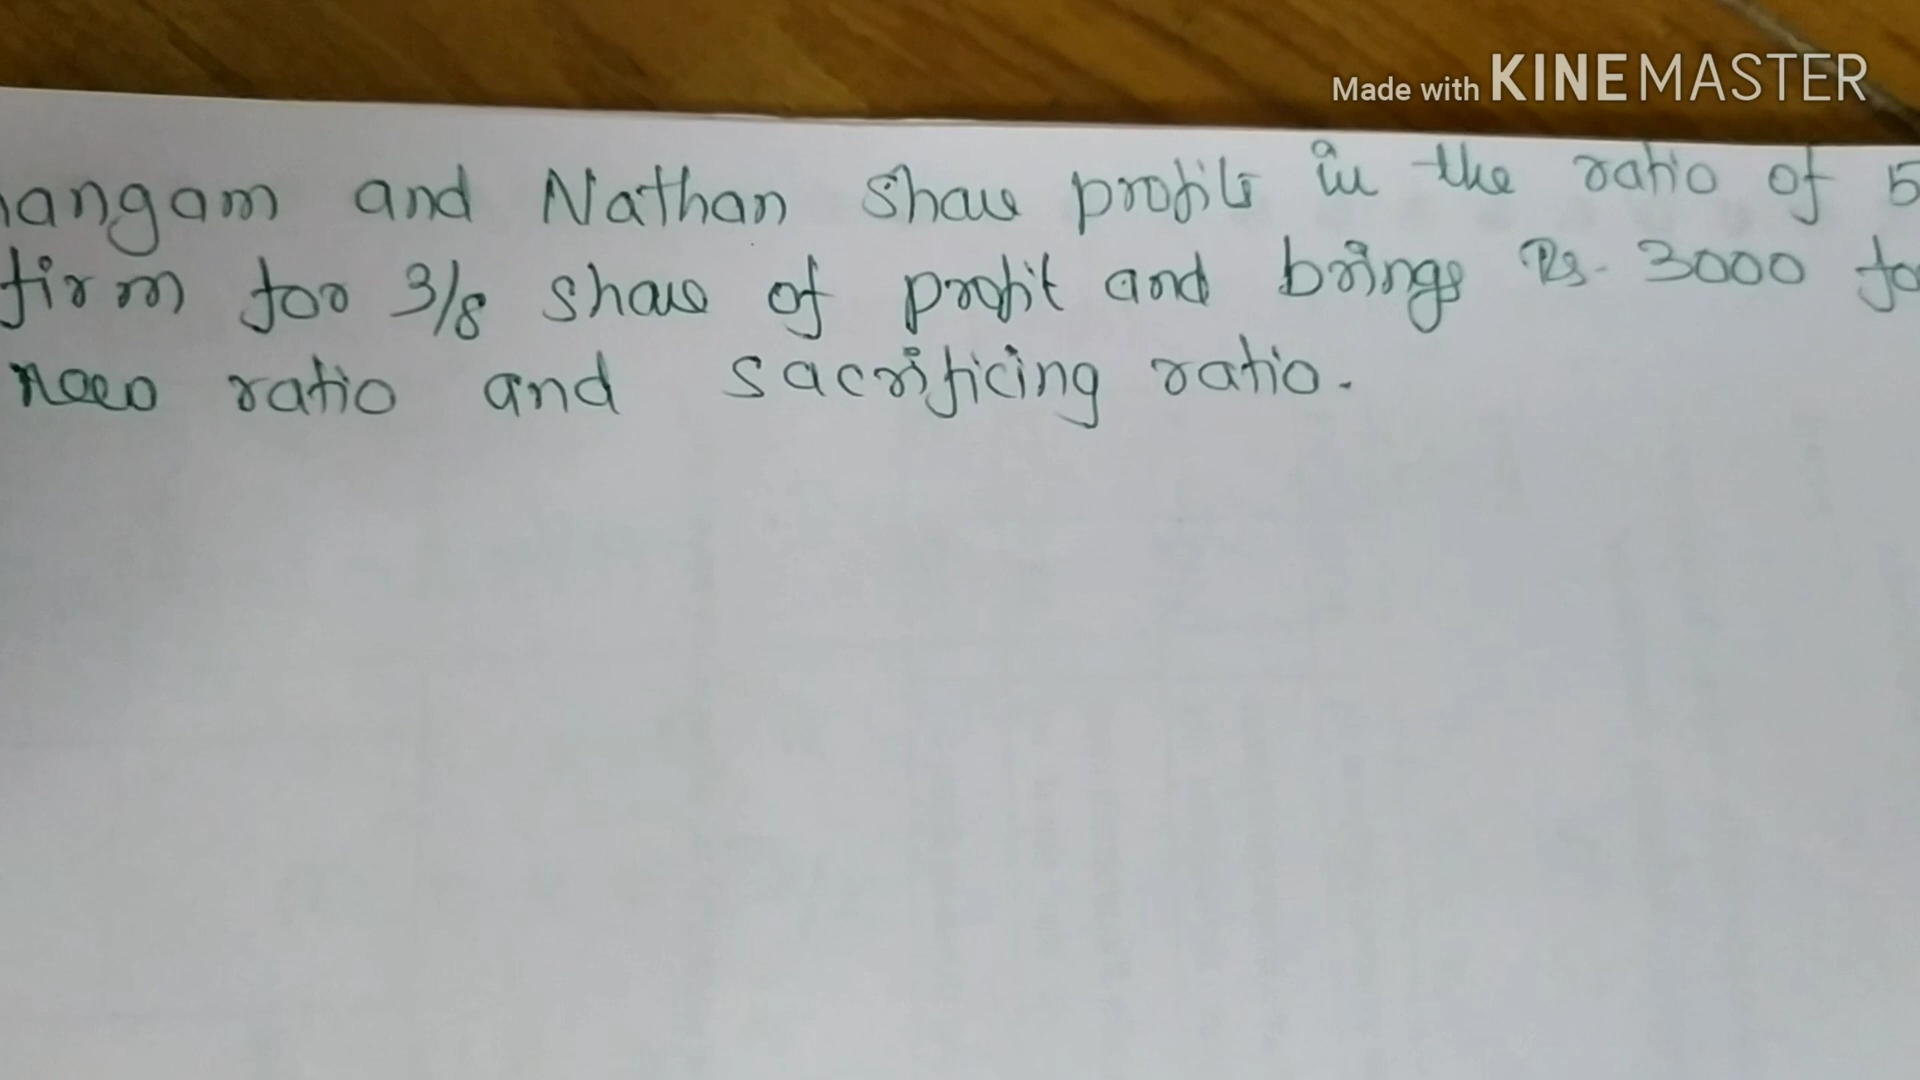 Made with KINEMASTER
angam and Nathan share profits in the ratio of 5
firm for 3/8 share of profit and brings Rs. 3000 fo
new ratio and sacrificing ratio.